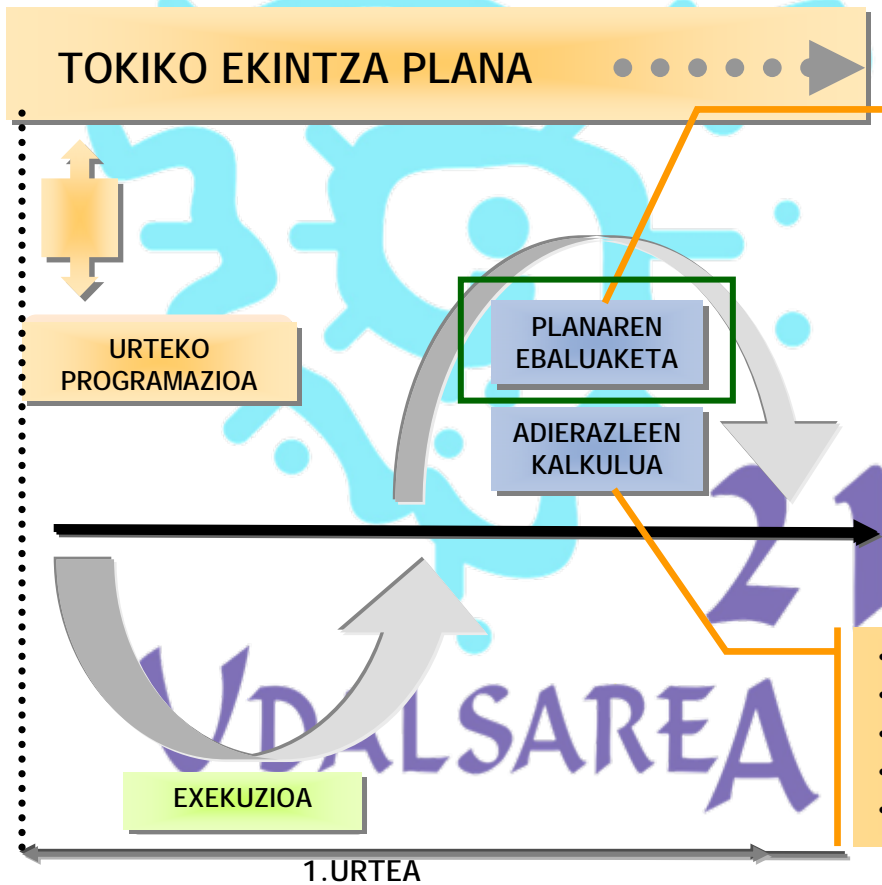 TOKIKO EKINTZA PLANA
URTEKO
PROGRAMAZIOA
PLANAREN
EBALUAKETA
ADIERAZLEEN
KALKULUA
21
UDALSAREA
EXEKUZIOA
1.URTEA